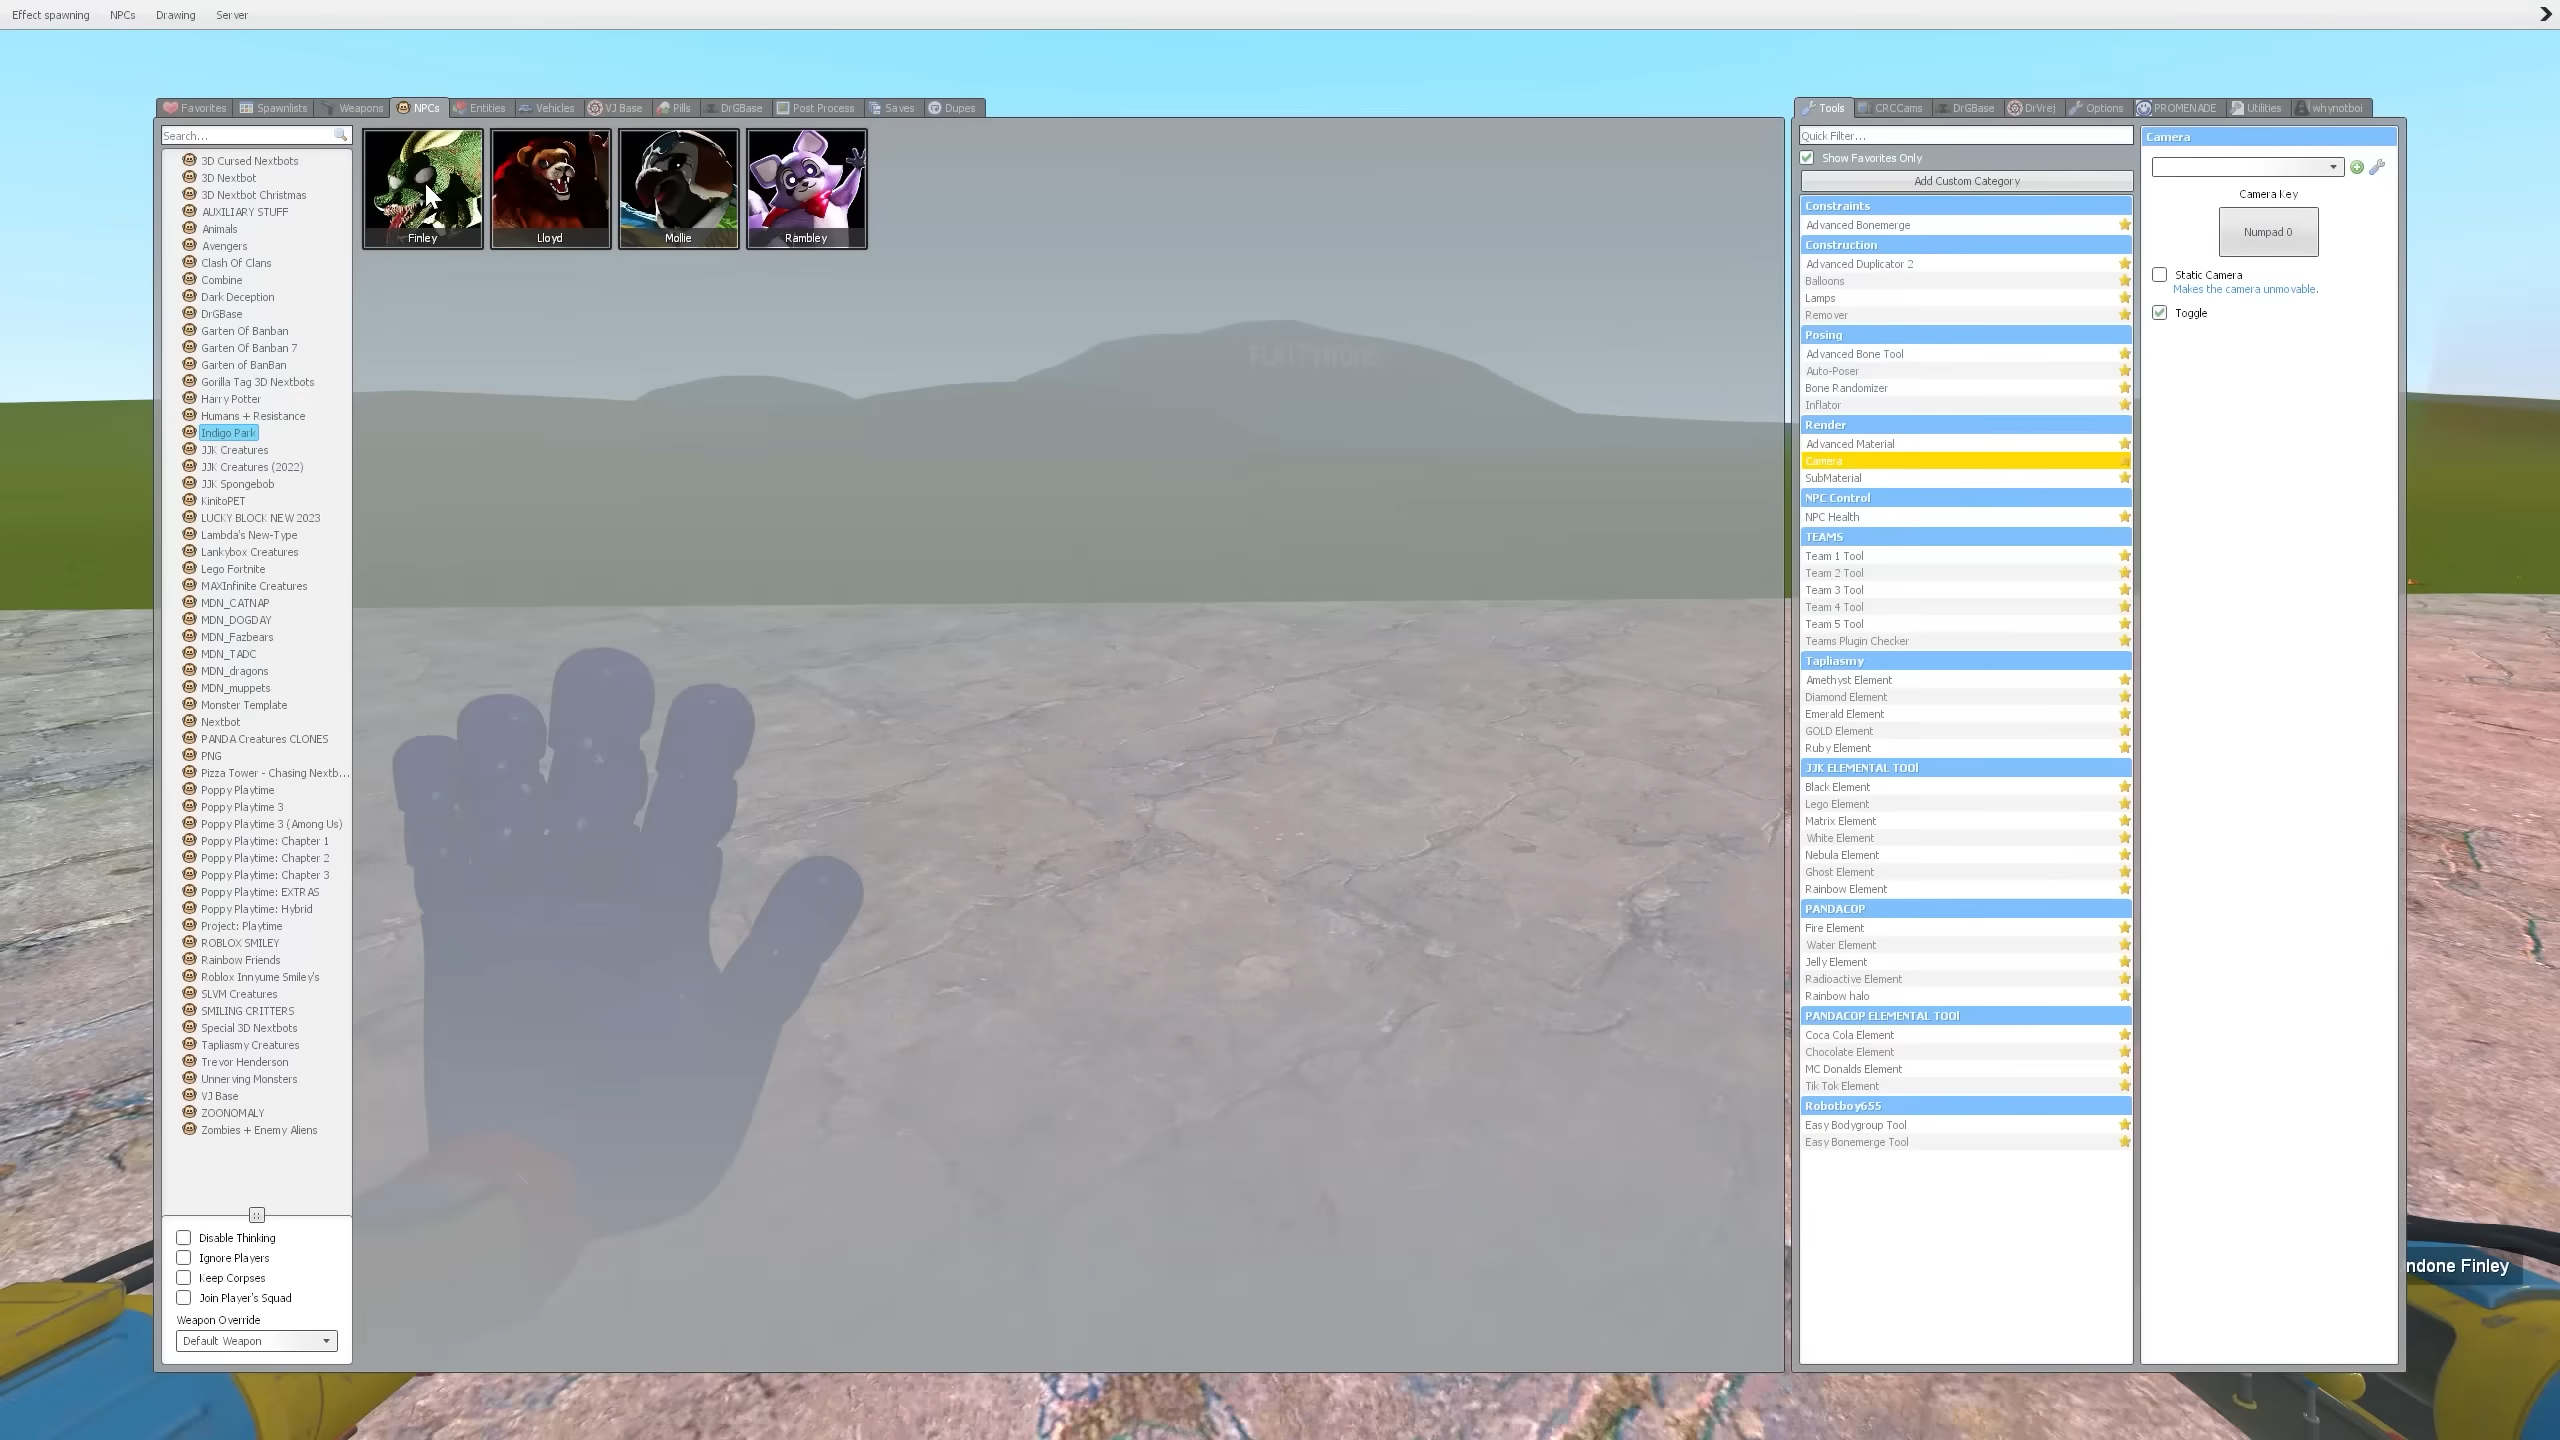 Effect spawning NPCs Drawing Server
Favorites Spawnlists Weapons NPCs Entities Vehicles VJ Base Pills DrGBase Post Process Saves Dupes
Search...
3D Cursed Nextbots
3D Nextbot
3D Nextbot Christmas
AUXILIARY STUFF
Animals
Avengers
Clash Of Clans
Combine
Dark Deception
DrGBase
Garten Of Banban
Garten Of Banban 7
Garten of BanBan
Gorilla Tag 3D Nextbots
Harry Potter
Humans + Resistance
Indigo Park
JJK Creatures
JJK Creatures (2022)
JJK Spongebob
KinitoPET
LUCKY BLOCK NEW 2023
Lambda's New-Type
Lankybox Creatures
Lego Fortnite
MAXInfinite Creatures
MDN_CATNAP
MDN_DOGDAY
MDN_Fazbears
MDN_TADC
MDN_dragons
MDN_muppets
Monster Template
Nextbot
PANDA Creatures CLONES
PNG
Pizza Tower - Chasing Nextb...
Poppy Playtime
Poppy Playtime 3
Poppy Playtime 3 (Among Us)
Poppy Playtime: Chapter 1
Poppy Playtime: Chapter 2
Poppy Playtime: Chapter 3
Poppy Playtime: EXTRAS
Poppy Playtime: Hybrid
Project: Playtime
ROBLOX SMILEY
Rainbow Friends
Roblox Innyume Smiley's
SLVM Creatures
SMILING CRITTERS
Special 3D Nextbots
Tapliasmy Creatures
Trevor Henderson
Unnerving Monsters
VJ Base
ZOONOMALY
Zombies + Enemy Aliens
Disable Thinking
Ignore Players
Keep Corpses
Join Player's Squad
Weapon Override
Default Weapon
Finley Lloyd Mollie Rambley
Tools CRCCams DrGBase DrVrej Options PROMENADE Utilities whynotboi
Quick Filter...
Show Favorites Only
Add Custom Category
Constraints
Advanced Bonemerge
Construction
Advanced Duplicator 2
Balloons
Lamps
Remover
Posing
Advanced Bone Tool
Auto-Poser
Bone Randomizer
Inflator
Render
Advanced Material
Camera
SubMaterial
NPC Control
NPC Health
TEAMS
Team 1 Tool
Team 2 Tool
Team 3 Tool
Team 4 Tool
Team 5 Tool
Teams Plugin Checker
Tapliasmy
Amethyst Element
Diamond Element
Emerald Element
GOLD Element
Ruby Element
JJK ELEMENTAL TOOl
Black Element
Lego Element
Matrix Element
White Element
Nebula Element
Ghost Element
Rainbow Element
PANDACOP
Fire Element
Water Element
Jelly Element
Radioactive Element
Rainbow halo
PANDACOP ELEMENTAL TOOl
Coca Cola Element
Chocolate Element
MC Donalds Element
Tik Tok Element
Robotboy655
Easy Bodygroup Tool
Easy Bonemerge Tool
Camera
Camera Key
Numpad 0
Static Camera
Makes the camera unmovable.
Toggle
ndone Finley